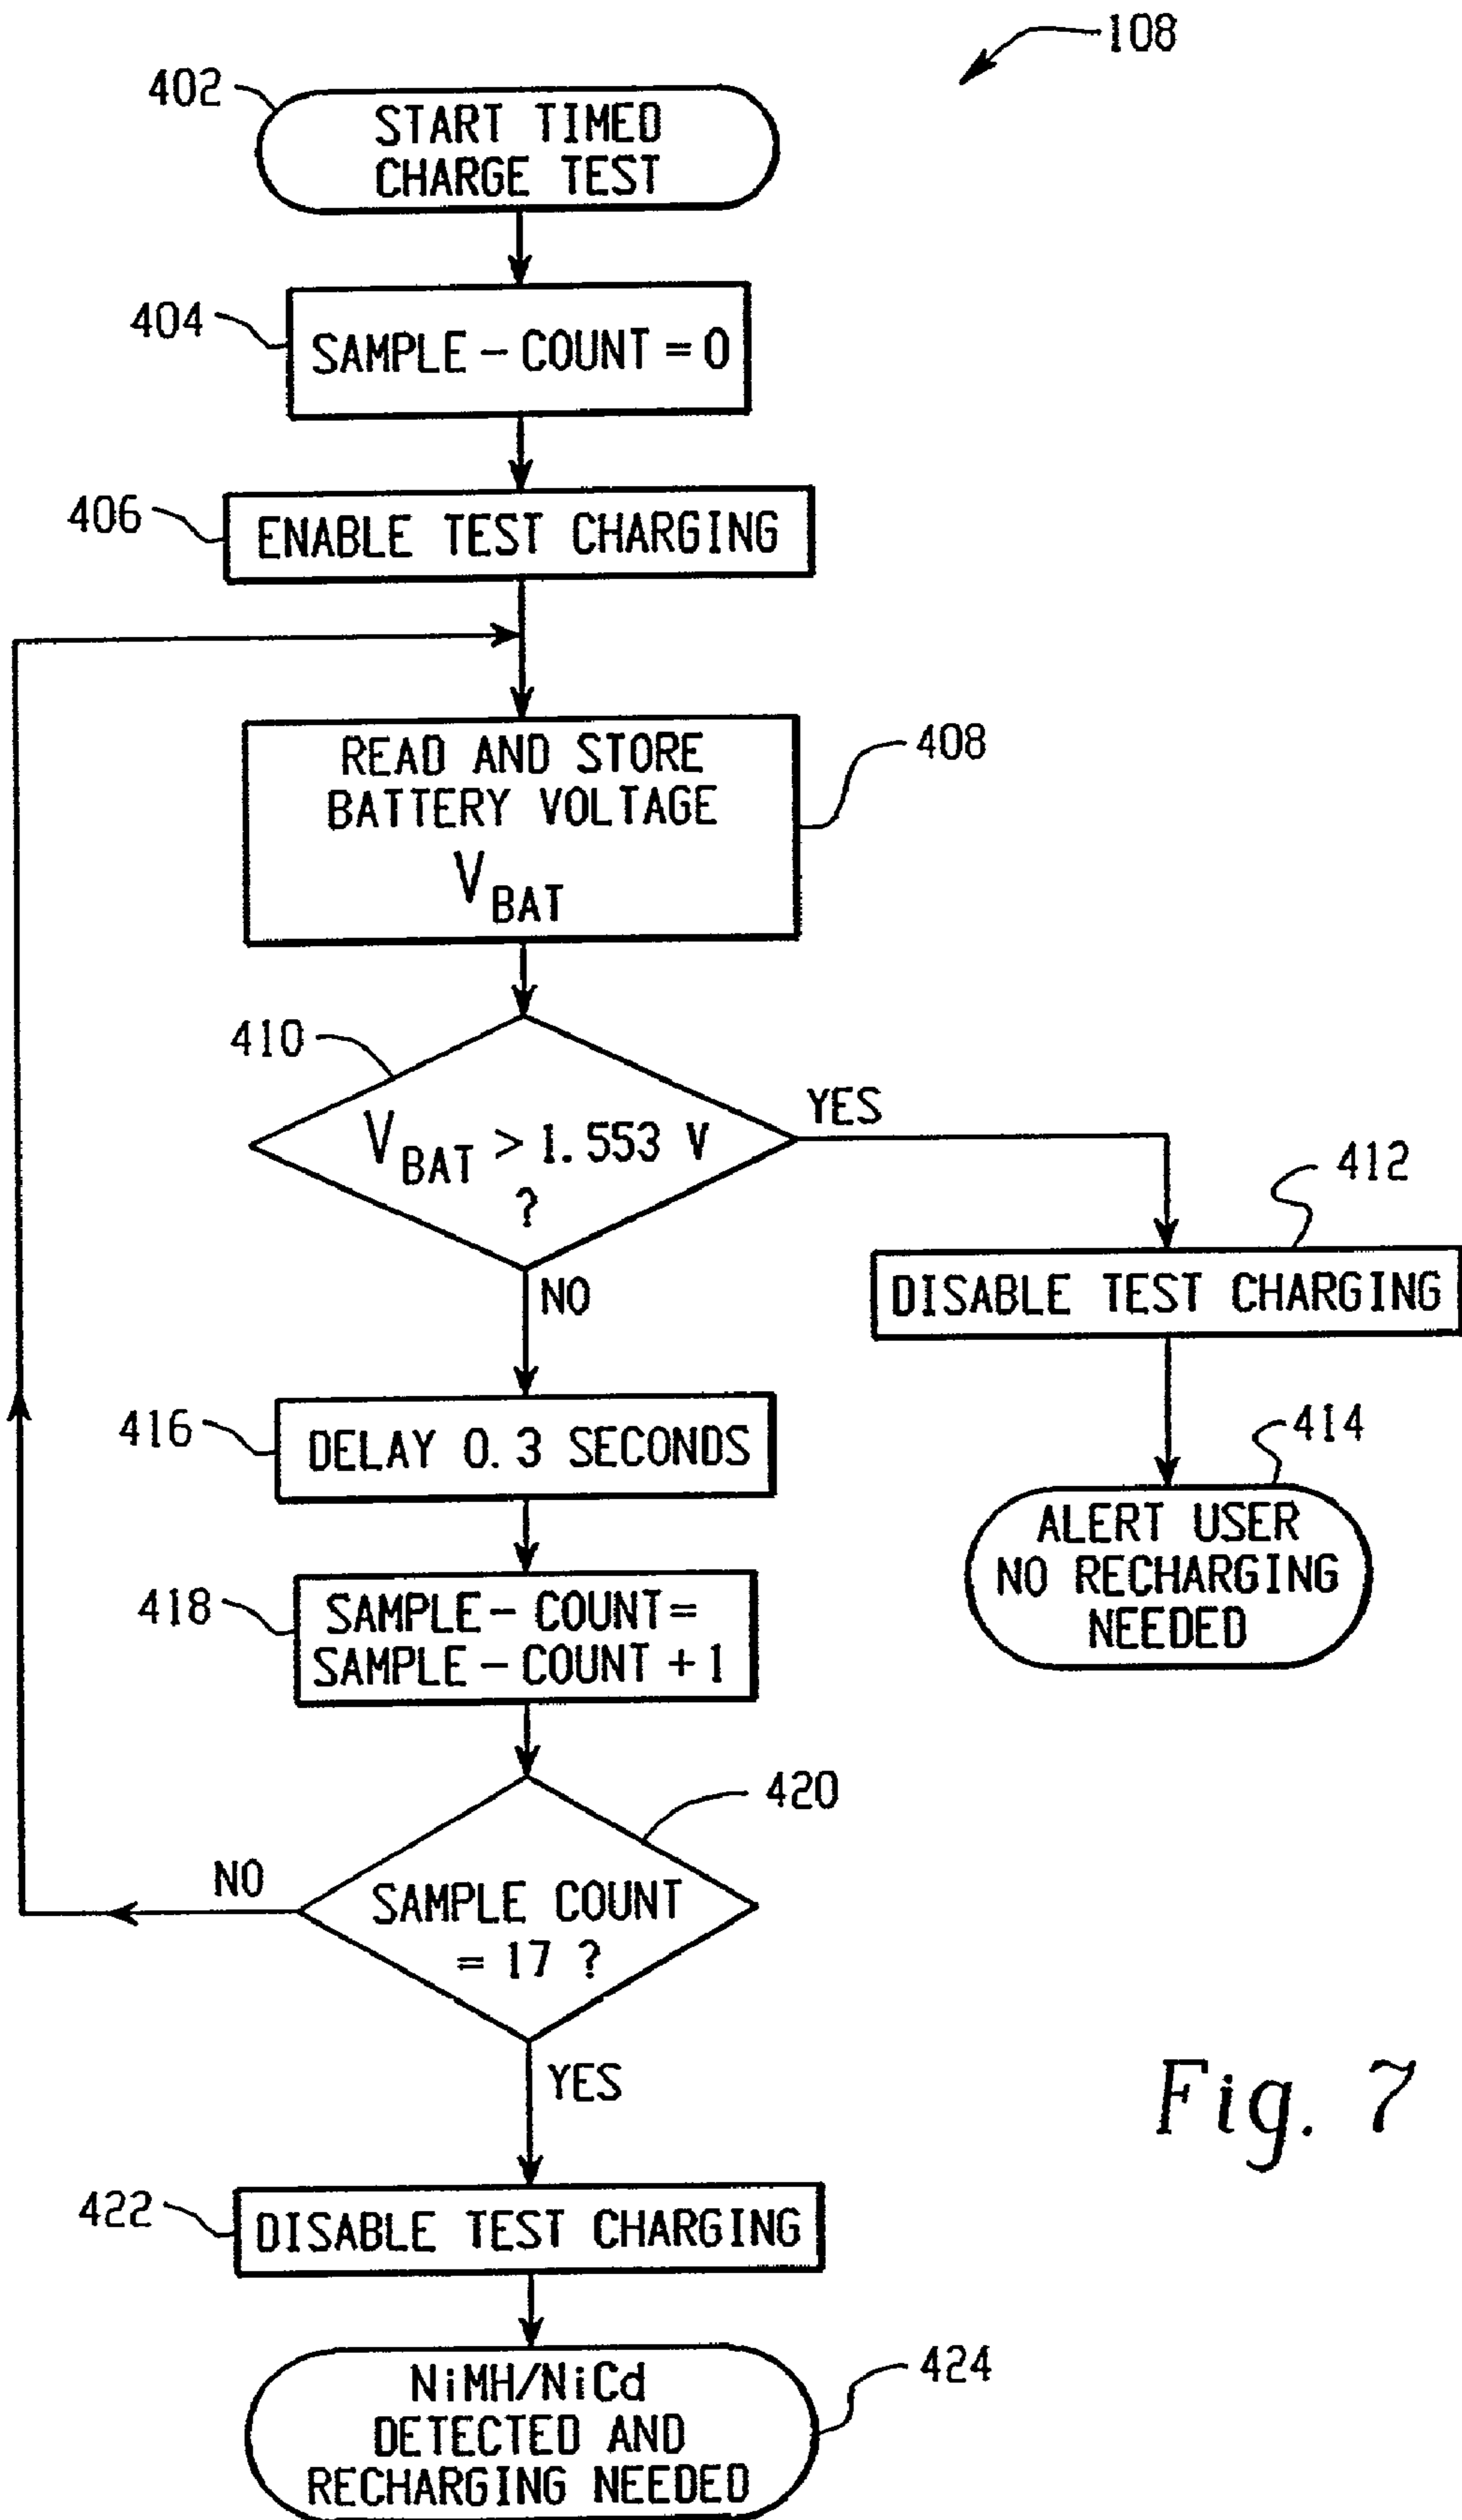 108
402
START TIMED
CHARGE TEST
404
SAMPLE-COUNT=0
406
ENABLE TEST CHARGING
408
READ AND STORE
BATTERY VOLTAGE
VBAT
410
VBAT > 1.553 V
?
YES
NO
412
DISABLE TEST CHARGING
414
ALERT USER
NO RECHARGING
NEEDED
416
DELAY 0.3 SECONDS
418
SAMPLE-COUNT=
SAMPLE-COUNT+1
420
SAMPLE COUNT
=17 ?
NO
YES
422
DISABLE TEST CHARGING
424
NiMH/NiCd
DETECTED AND
RECHARGING NEEDED
Fig. 7